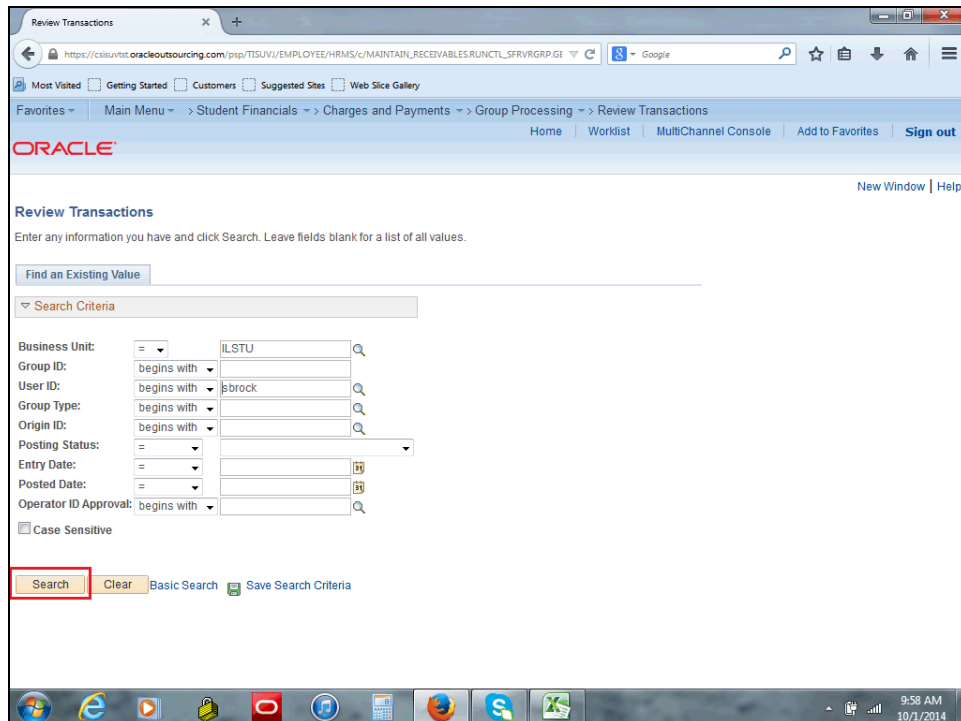 Review Transactions × +
https://csisuvtst.oracleoutsourcing.com/psp/TISUVJ/EMPLOYEE/HRMS/c/MAINTAIN_RECEIVABLES.RUNCTL_SFRVRGRP.GE Google
Most Visited Getting Started Customers Suggested Sites Web Slice Gallery
Favorites Main Menu > Student Financials > Charges and Payments > Group Processing > Review Transactions
Home Worklist MultiChannel Console Add to Favorites Sign out
ORACLE
New Window | Help
Review Transactions
Enter any information you have and click Search. Leave fields blank for a list of all values.
Find an Existing Value
Search Criteria
Business Unit: = ILSTU
Group ID: begins with
User ID: begins with sbrock
Group Type: begins with
Origin ID: begins with
Posting Status: =
Entry Date: =
Posted Date: =
Operator ID Approval: begins with
Case Sensitive
Search Clear Basic Search Save Search Criteria
9:58 AM
10/1/2014